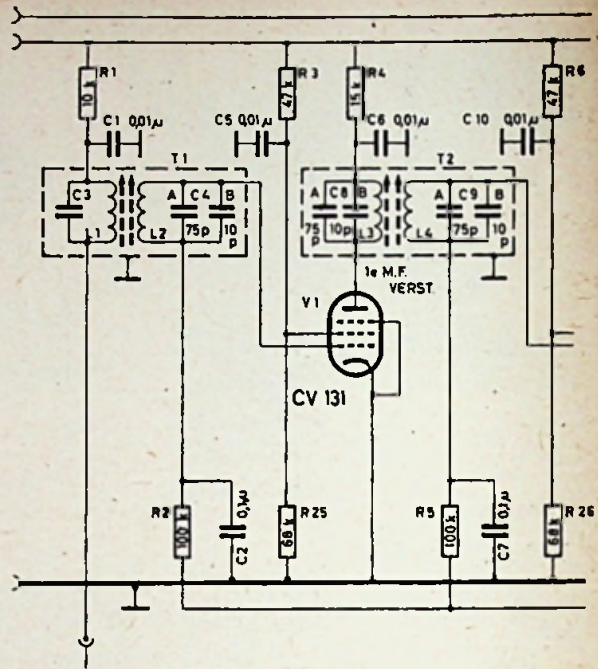 R1
10 k
R3
47 k
R4
15 k
R6
47 k
C1 0,01µ
C5 0,01µ
C6 0,01µ
C10 0,01µ
T1
T2
C3
L1
L2
A C4 B
75p
10
p
A C8 B
75
p
10p
L3
L4
A C9 B
75p
10
p
1e M.F.
VERST.
V1
CV 131
R2
100 k
0,1µ
C2
R25
68 k
R5
100 k
0,1µ
C7
R26
68 k